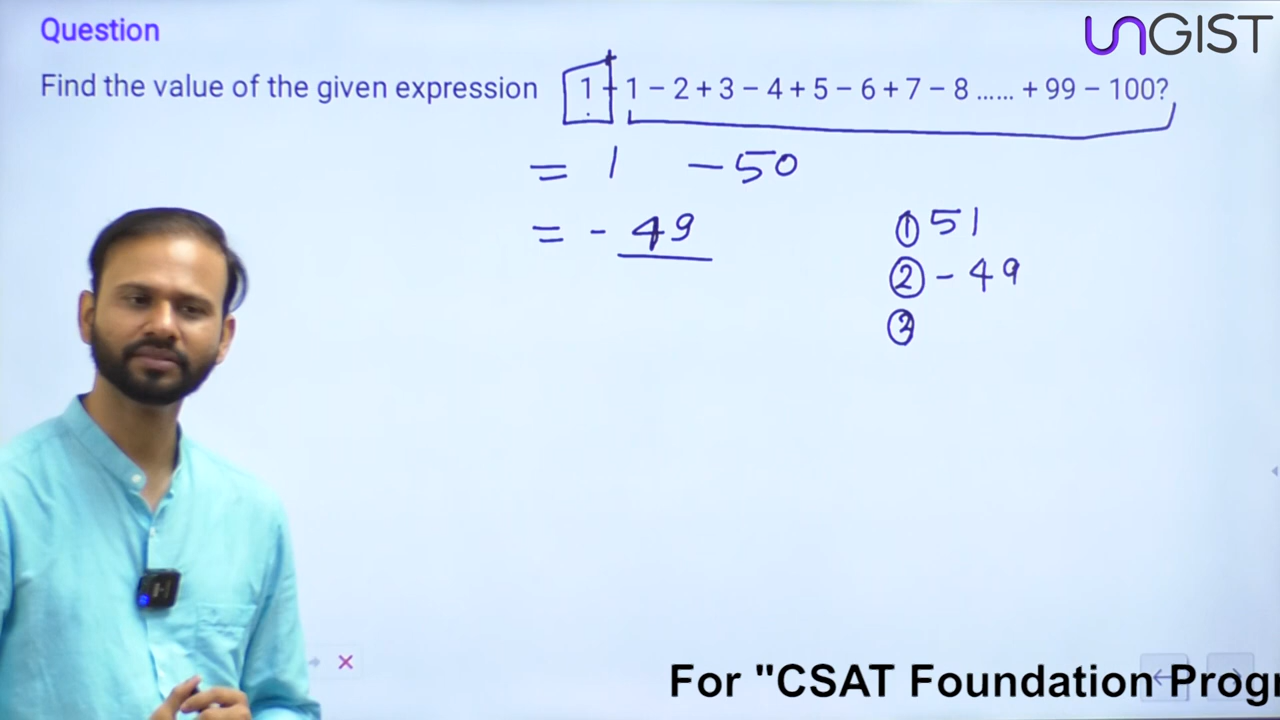 Question
UNGIST
Find the value of the given expression 1 + 1 – 2 + 3 – 4 + 5 – 6 + 7 – 8 ...... + 99 – 100?
= 1 – 50
= - 49
① 51
② - 49
③
For "CSAT Foundation Progr